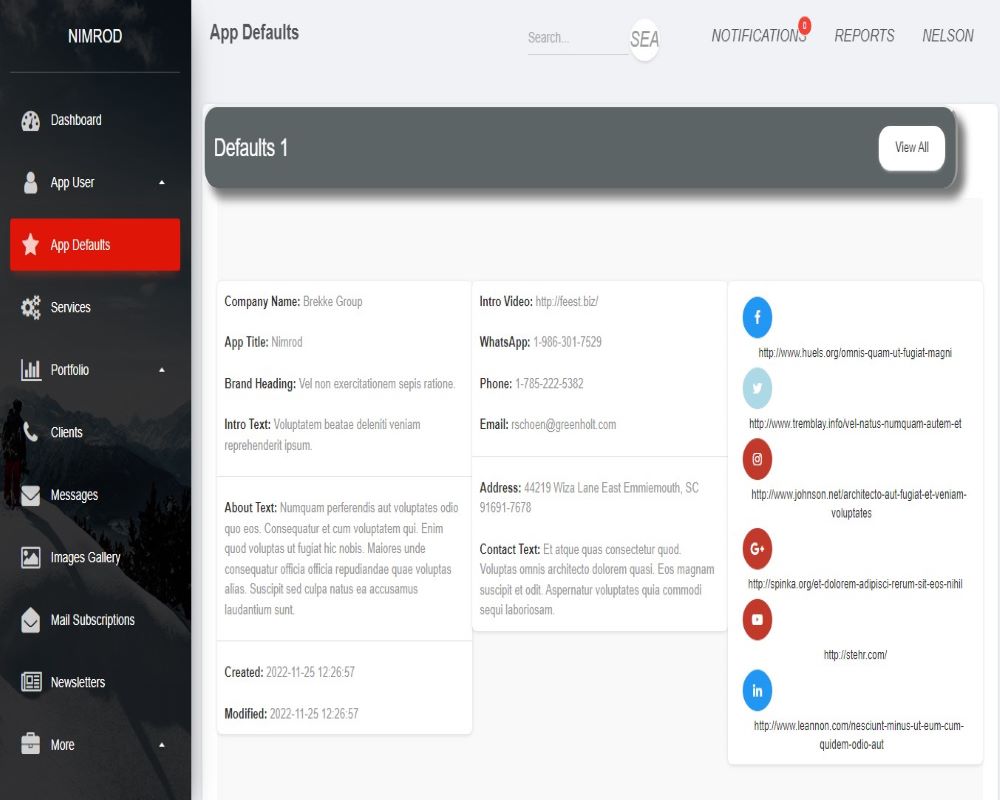 NIMROD
Dashboard
App User
App Defaults
Services
Portfolio
Clients
Messages
Images Gallery
Mail Subscriptions
Newsletters
More
App Defaults
Search...
SEA
NOTIFICATIONS
0
REPORTS
NELSON
Defaults 1
View All
Company Name: Brekke Group
App Title: Nimrod
Brand Heading: Vel non exercitationem sepis ratione.
Intro Text: Voluptatem beatae deleniti veniam
reprehenderit ipsum.
About Text: Numquam perferendis aut voluptates odio
quo eos. Consequatur et cum voluptatem qui. Enim
quod voluptas ut fugiat hic nobis. Maiores unde
consequatur officia officia repudiandae quae voluptas
alias. Suscipit sed culpa natus ea accusamus
laudantium sunt.
Created: 2022-11-25 12:26:57
Modified: 2022-11-25 12:26:57
Intro Video: http://feest.biz/
WhatsApp: 1-986-301-7529
Phone: 1-785-222-5382
Email: rschoen@greenholt.com
Address: 44219 Wiza Lane East Emmiemouth, SC
91691-7678
Contact Text: Et atque quas consectetur quod.
Voluptas omnis architecto dolorem quasi. Eos magnam
suscipit et odit. Aspernatur voluptates quia commodi
sequi laboriosam.
http://www.huels.org/omnis-quam-ut-fugiat-magni
http://www.tremblay.info/vel-natus-numquam-autem-et
http://www.johnson.net/architecto-aut-fugiat-et-veniam-
voluptates
http://spinka.org/et-dolorem-adipisci-rerum-sit-eos-nihil
http://stehr.com/
http://www.leannon.com/nesciunt-minus-ut-eum-cum-
quidem-odio-aut